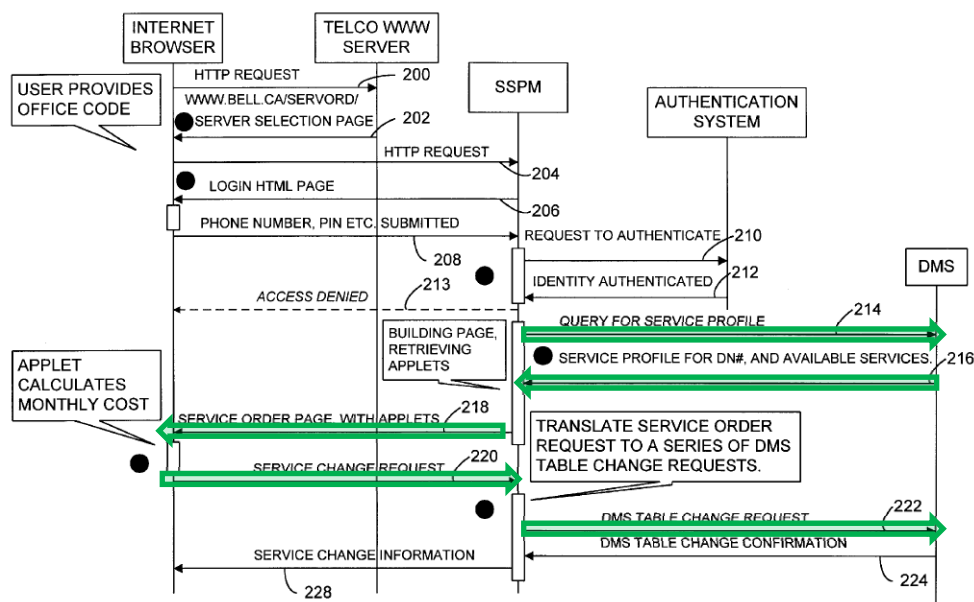 INTERNET
BROWSER
TELCO WWW
SERVER
SSPM
AUTHENTICATION
SYSTEM
DMS
HTTP REQUEST
200
USER PROVIDES
OFFICE CODE
WWW.BELL.CA/SERVORD/
SERVER SELECTION PAGE
202
HTTP REQUEST
204
LOGIN HTML PAGE
206
PHONE NUMBER, PIN ETC. SUBMITTED
208
REQUEST TO AUTHENTICATE
210
IDENTITY AUTHENTICATED
212
ACCESS DENIED
213
QUERY FOR SERVICE PROFILE
214
BUILDING PAGE,
RETRIEVING
APPLETS
SERVICE PROFILE FOR DN#, AND AVAILABLE SERVICES.
216
APPLET
CALCULATES
MONTHLY COST
SERVICE ORDER PAGE, WITH APPLETS
218
TRANSLATE SERVICE ORDER
REQUEST TO A SERIES OF DMS
TABLE CHANGE REQUESTS.
SERVICE CHANGE REQUEST
220
DMS TABLE CHANGE REQUEST
222
DMS TABLE CHANGE CONFIRMATION
224
SERVICE CHANGE INFORMATION
228